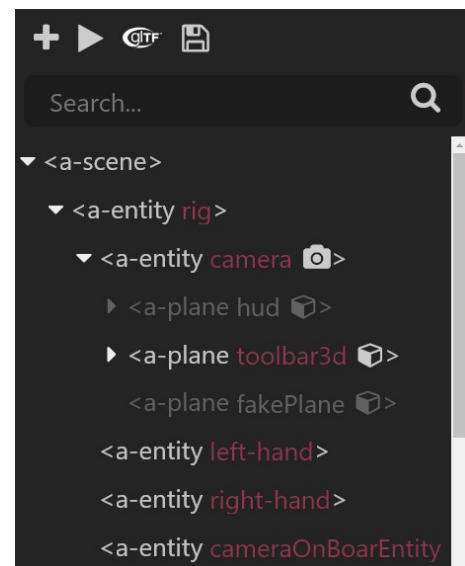 glTF
Search...
<a-scene>
<a-entity rig>
<a-entity camera >
<a-plane hud >
<a-plane toolbar3d >
<a-plane fakePlane >
<a-entity left-hand>
<a-entity right-hand>
<a-entity cameraOnBoarEntity